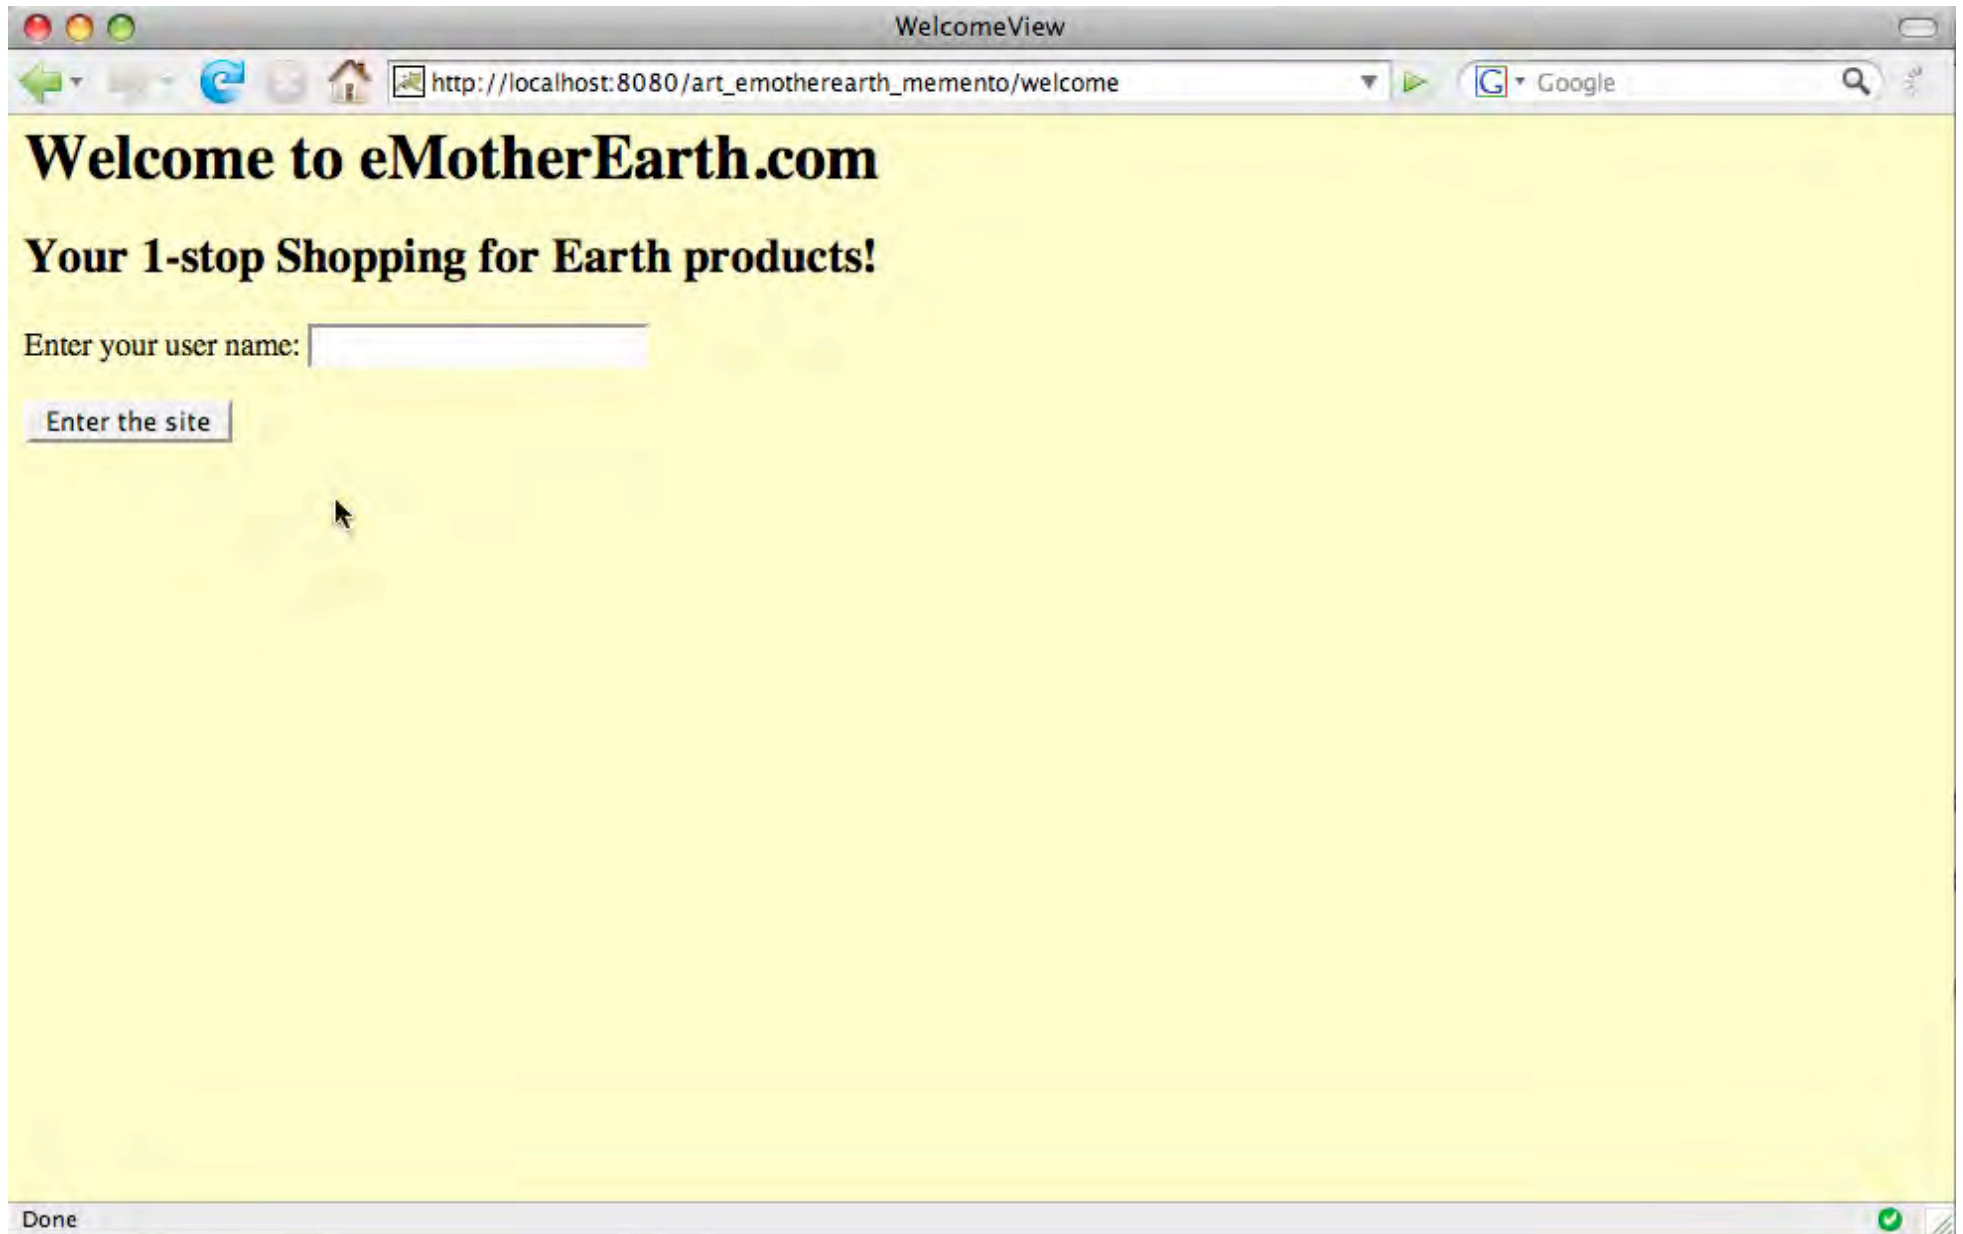 WelcomeView
http://localhost:8080/art_emotherearth_memento/welcome
G Google
Welcome to eMotherEarth.com
Your 1-stop Shopping for Earth products!
Enter your user name:
Enter the site
Done